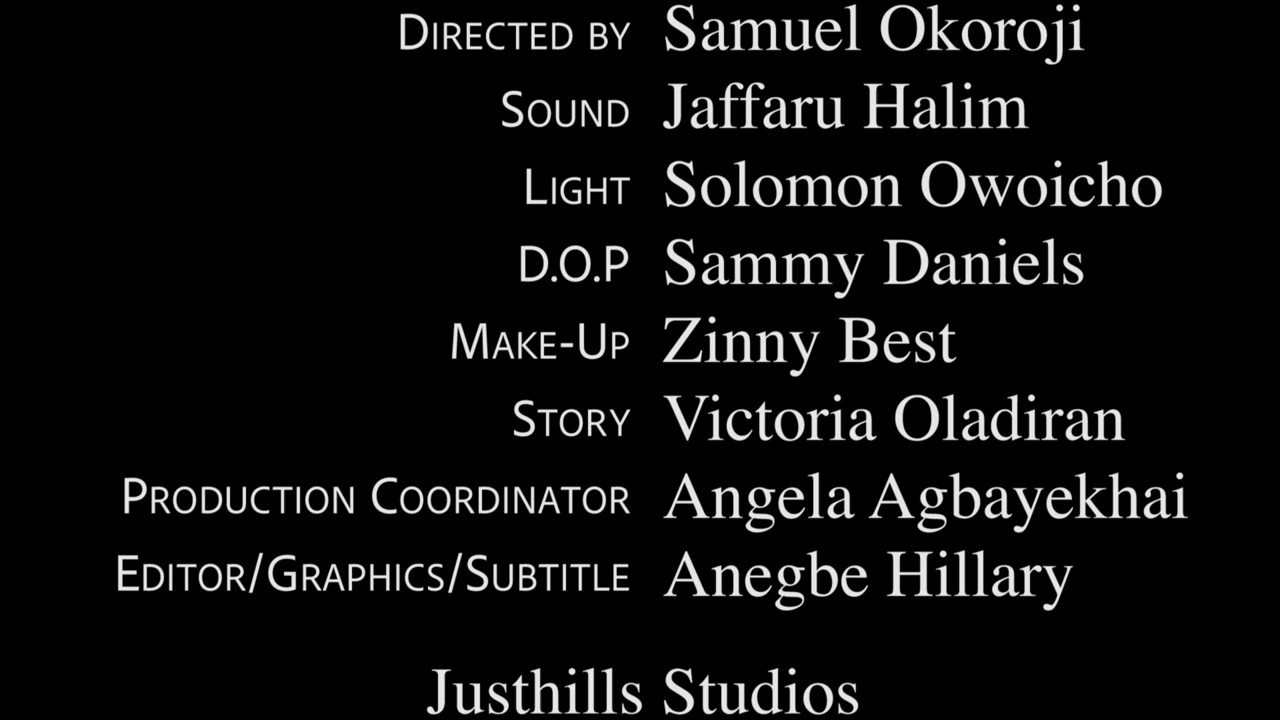 Directed by Samuel Okoroji
Sound Jaffaru Halim
Light Solomon Owoicho
D.O.P Sammy Daniels
Make-Up Zinny Best
Story Victoria Oladiran
Production Coordinator Angela Agbayekhai
Editor/Graphics/Subtitle Anegbe Hillary
Justhills Studios